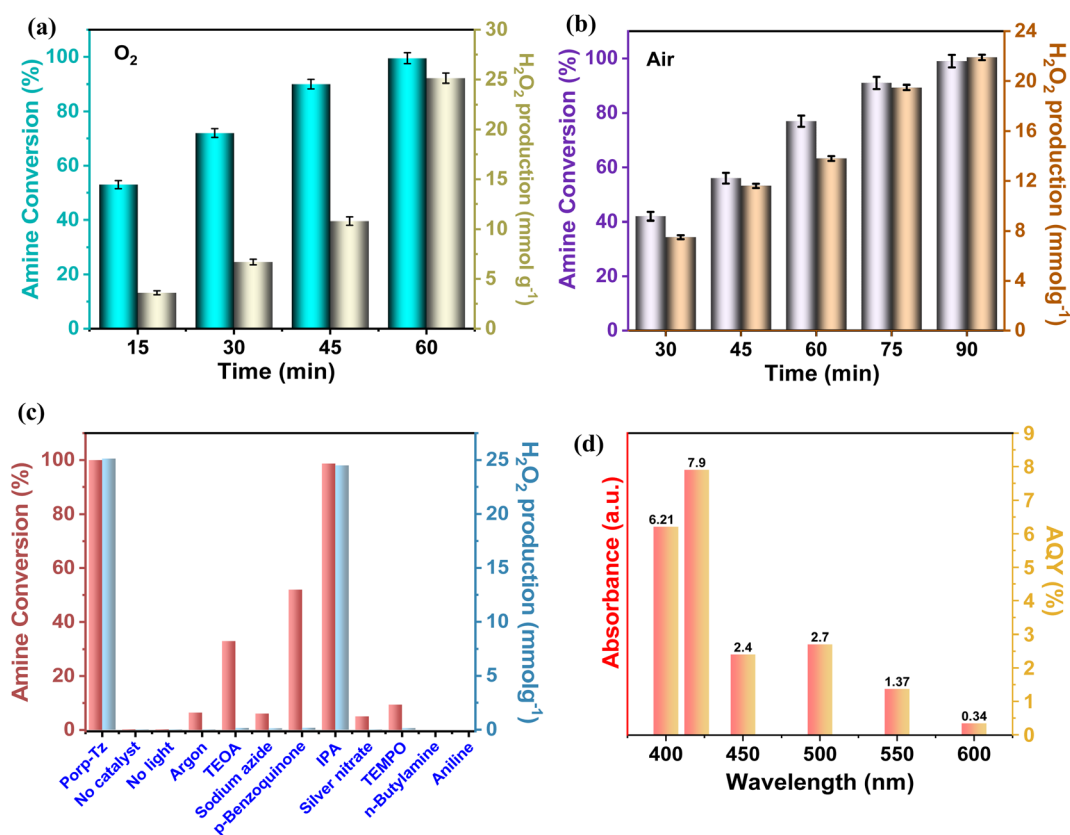 (a)
O2
Amine Conversion (%)
100
80
60
40
20
0
H2O2 production (mmol g-1)
30
25
20
15
10
5
0
15 30 45 60
Time (min)
(b)
Air
Amine Conversion (%)
100
80
60
40
20
0
H2O2 production (mmolg-1)
24
20
16
12
8
4
0
30 45 60 75 90
Time (min)
(c)
Amine Conversion (%)
100
80
60
40
20
0
H2O2 production (mmolg-1)
25
20
15
10
5
0
Porp-Tz
No catalyst
No light
Argon
TEOA
Sodium azide
p-Benzoquinone
IPA
Silver nitrate
TEMPO
n-Butylamine
Aniline
(d)
Absorbance (a.u.)
AQY (%)
9
8
7
6
5
4
3
2
1
0
6.21
7.9
2.4
2.7
1.37
0.34
400 450 500 550 600
Wavelength (nm)